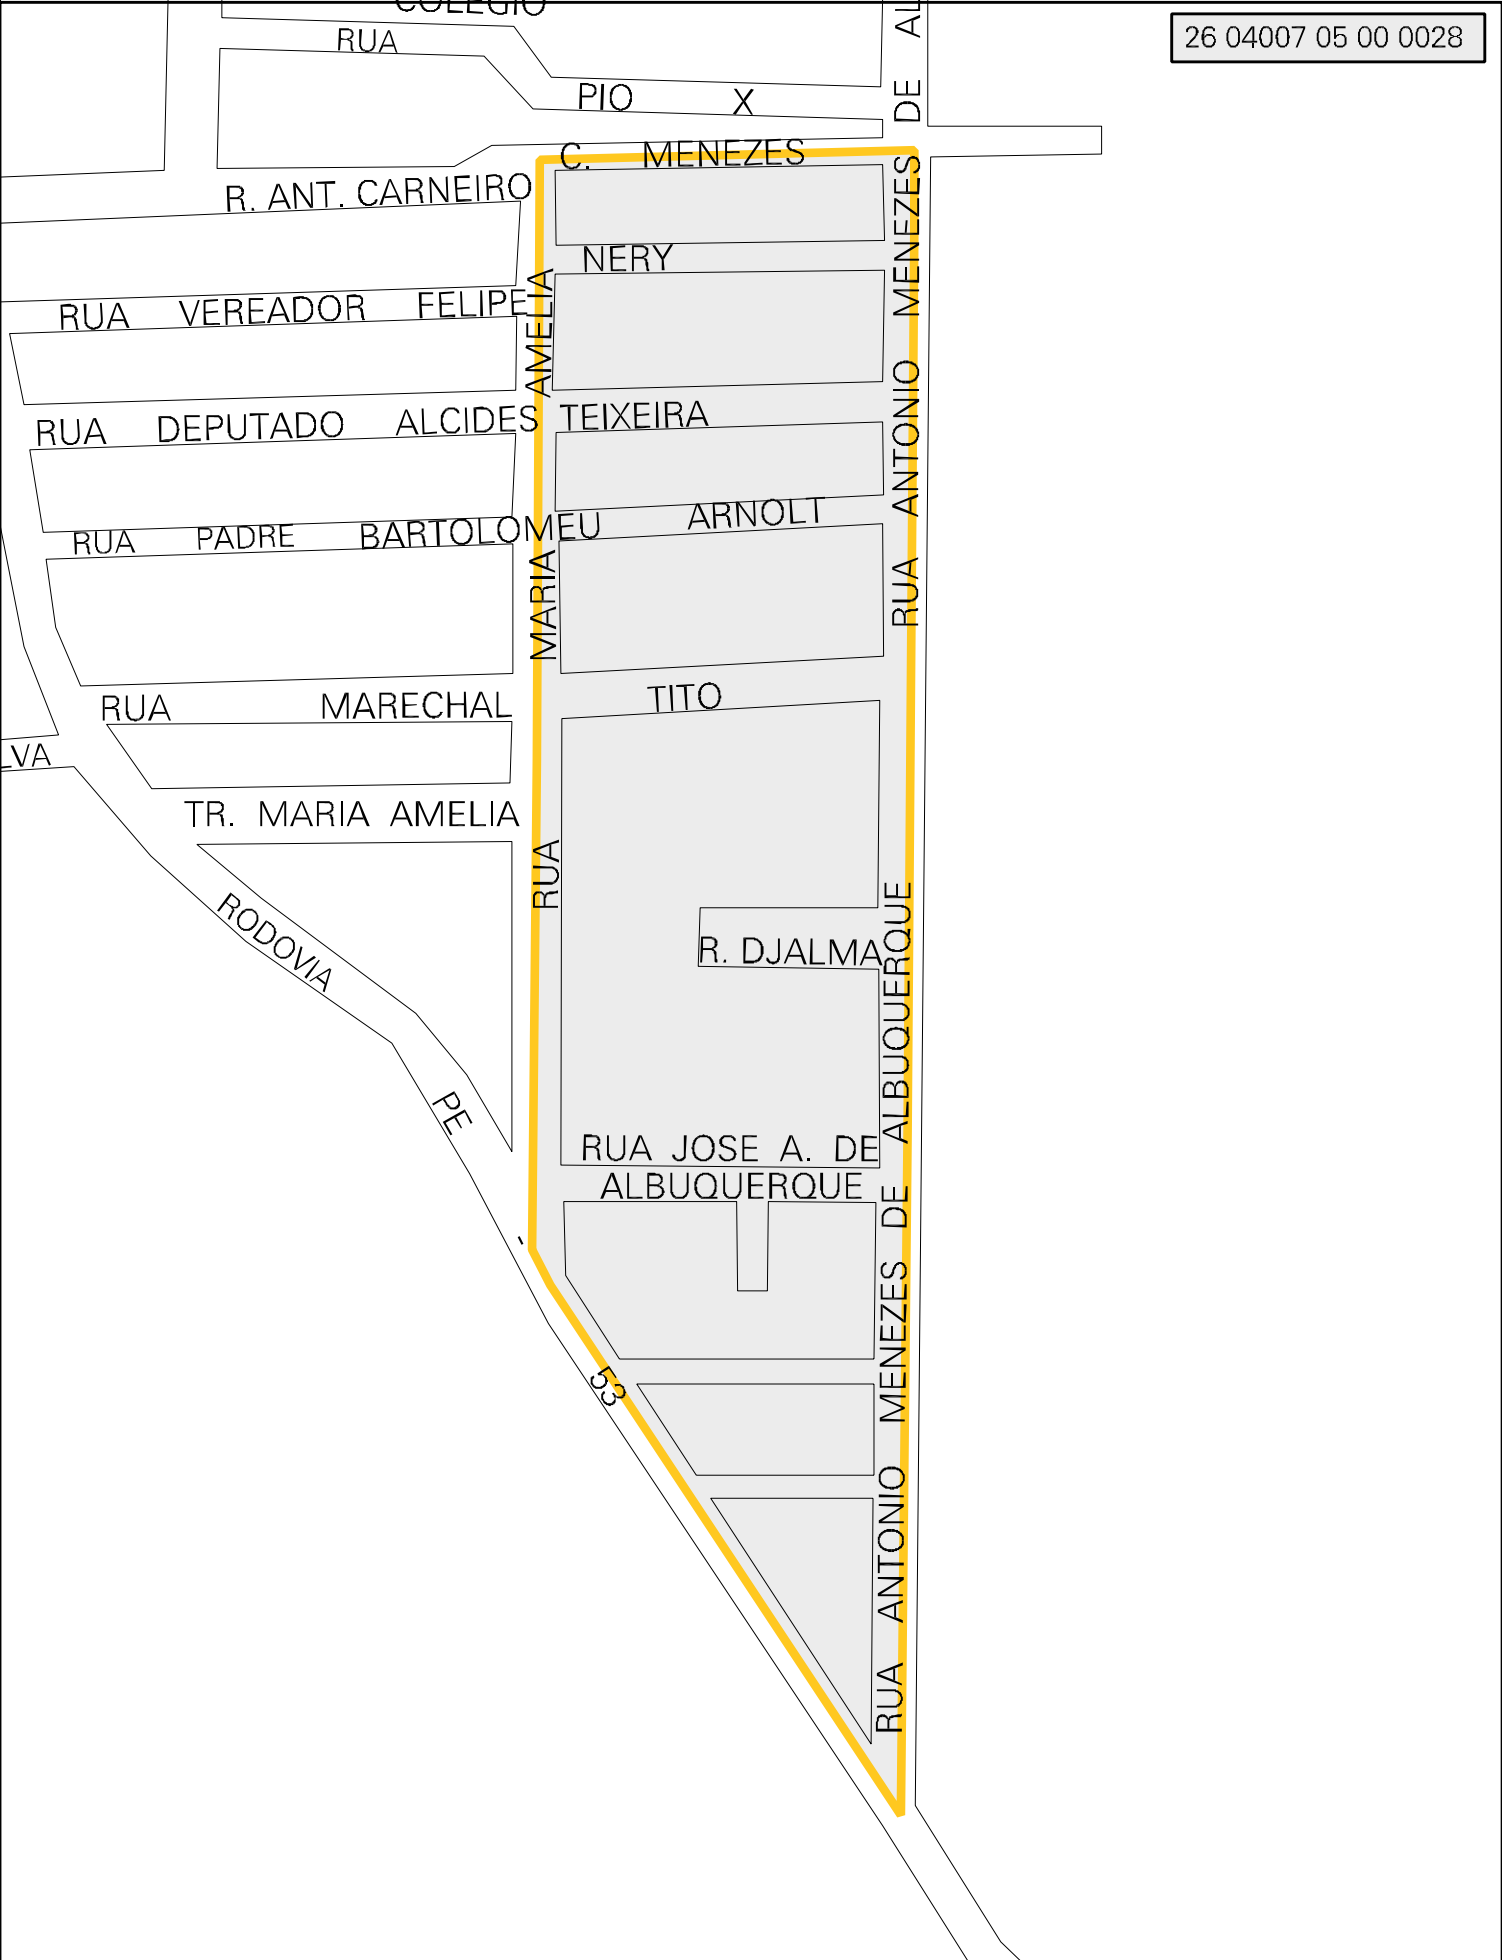 COLEGIO
26 04007 05 00 0028
RUA
PIO X
DE AL
C. MENEZES
R. ANT. CARNEIRO
NERY
RUA VEREADOR FELIPE
RUA DEPUTADO ALCIDES TEIXEIRA
RUA PADRE BARTOLOMEU ARNOLT
RUA MARECHAL TITO
LVA
TR. MARIA AMELIA
RUA MARIA AMELIA
RUA ANTONIO MENEZES
R. DJALMA
RODOVIA PE - 53
RUA JOSE A. DE
ALBUQUERQUE
RUA ANTONIO MENEZES DE ALBUQUERQUE